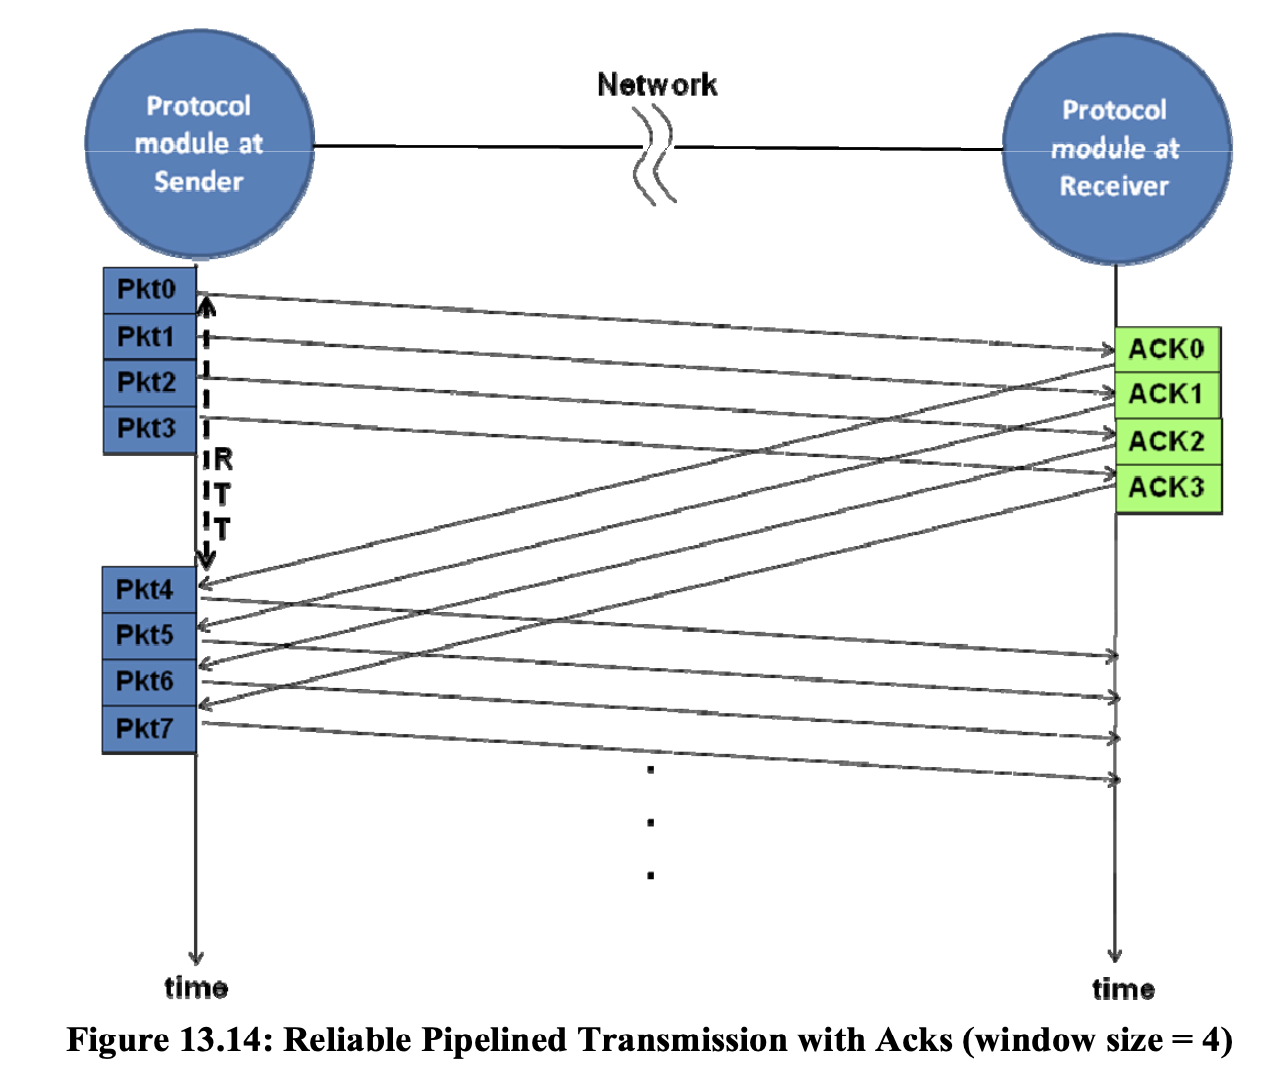 Protocol
module at
Sender
Network
Protocol
module at
Receiver
Pkt0
Pkt1
Pkt2
Pkt3
R
T
T
ACK0
ACK1
ACK2
ACK3
Pkt4
Pkt5
Pkt6
Pkt7
time
time
Figure 13.14: Reliable Pipelined Transmission with Acks (window size = 4)